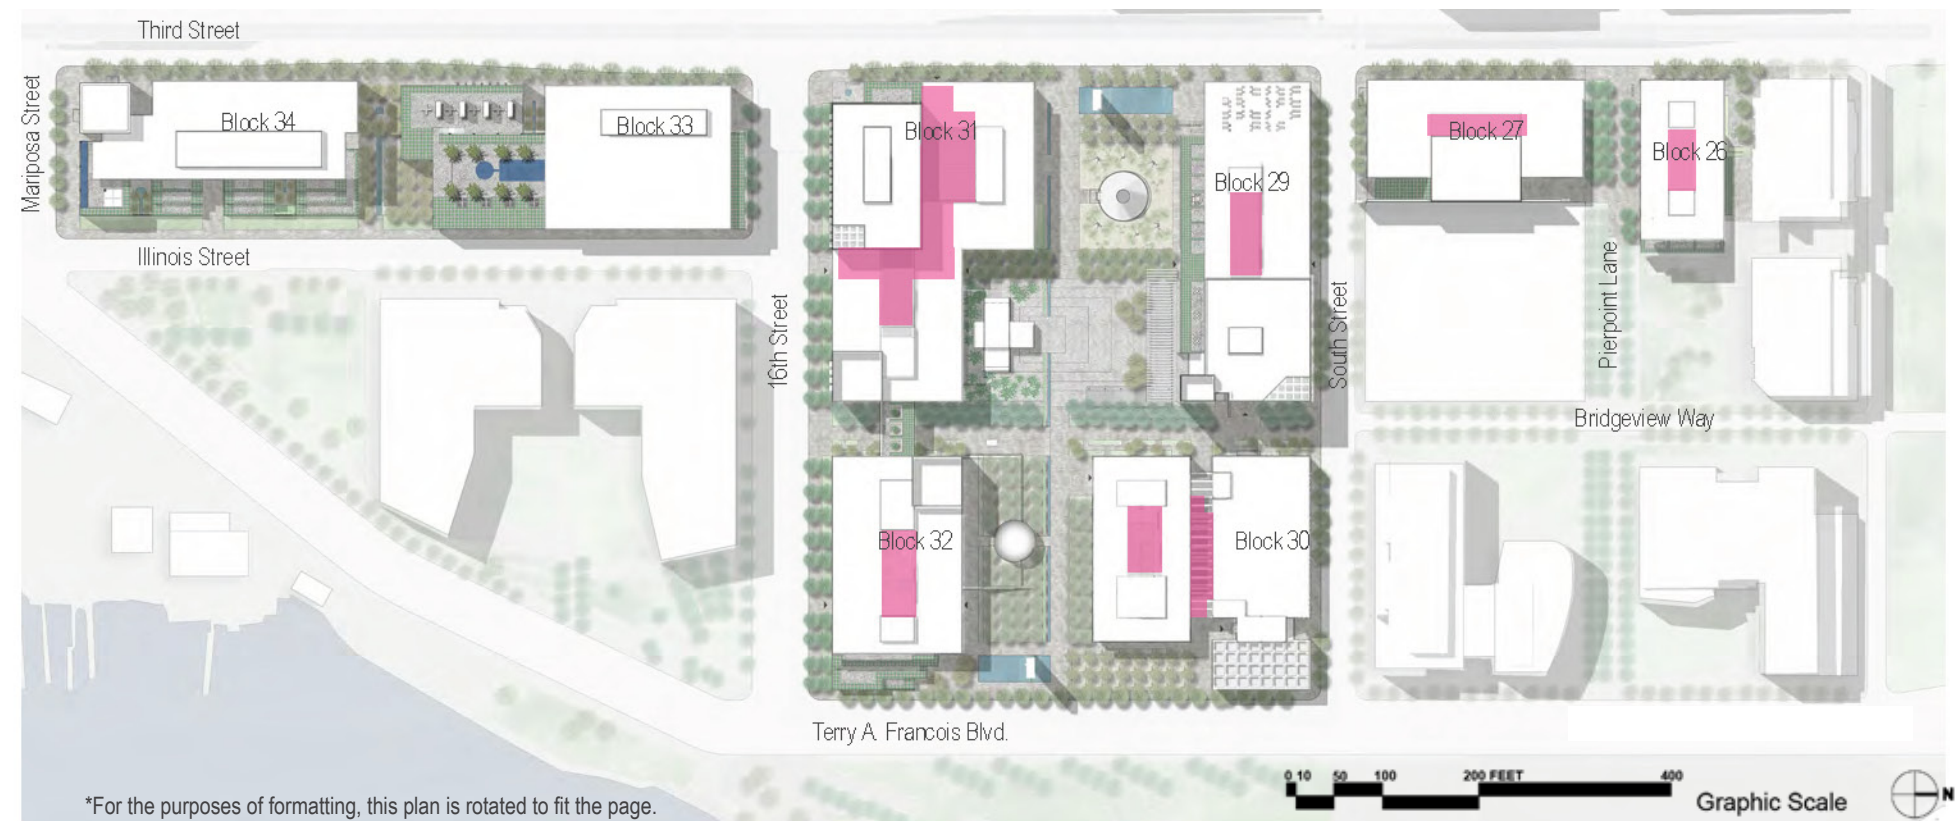 Third Street
Mariposa Street
Block 34
Block 33
Block 31
Block 29
Block 27
Block 26
Illinois Street
16th Street
South Street
Pierpoint Lane
Bridgeview Way
Block 32
Block 30
Terry A. Francois Blvd.
0 10 50 100 200 FEET 400
Graphic Scale
N
*For the purposes of formatting, this plan is rotated to fit the page.